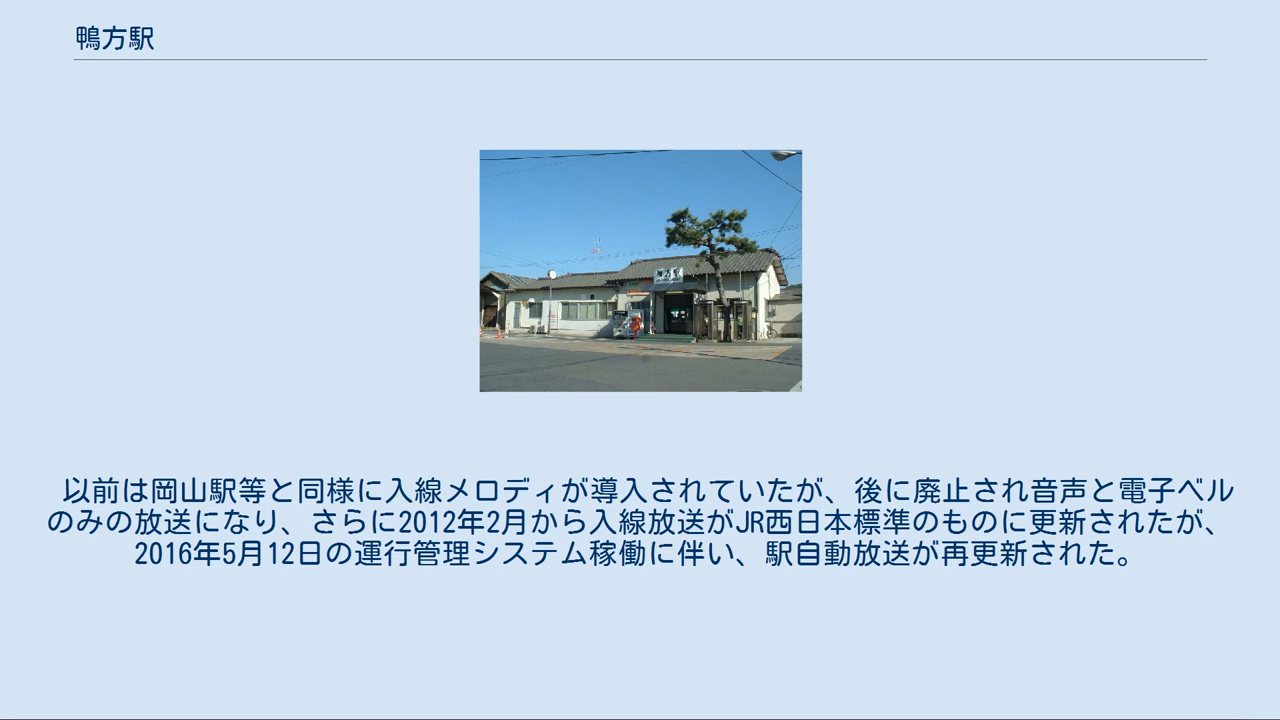 鴨方駅
鴨方駅
以前は岡山駅等と同様に入線メロディが導入されていたが、後に廃止され音声と電子ベル
のみの放送になり、さらに2012年2月から入線放送がJR西日本標準のものに更新されたが、
2016年5月12日の運行管理システム稼働に伴い、駅自動放送が再更新された。